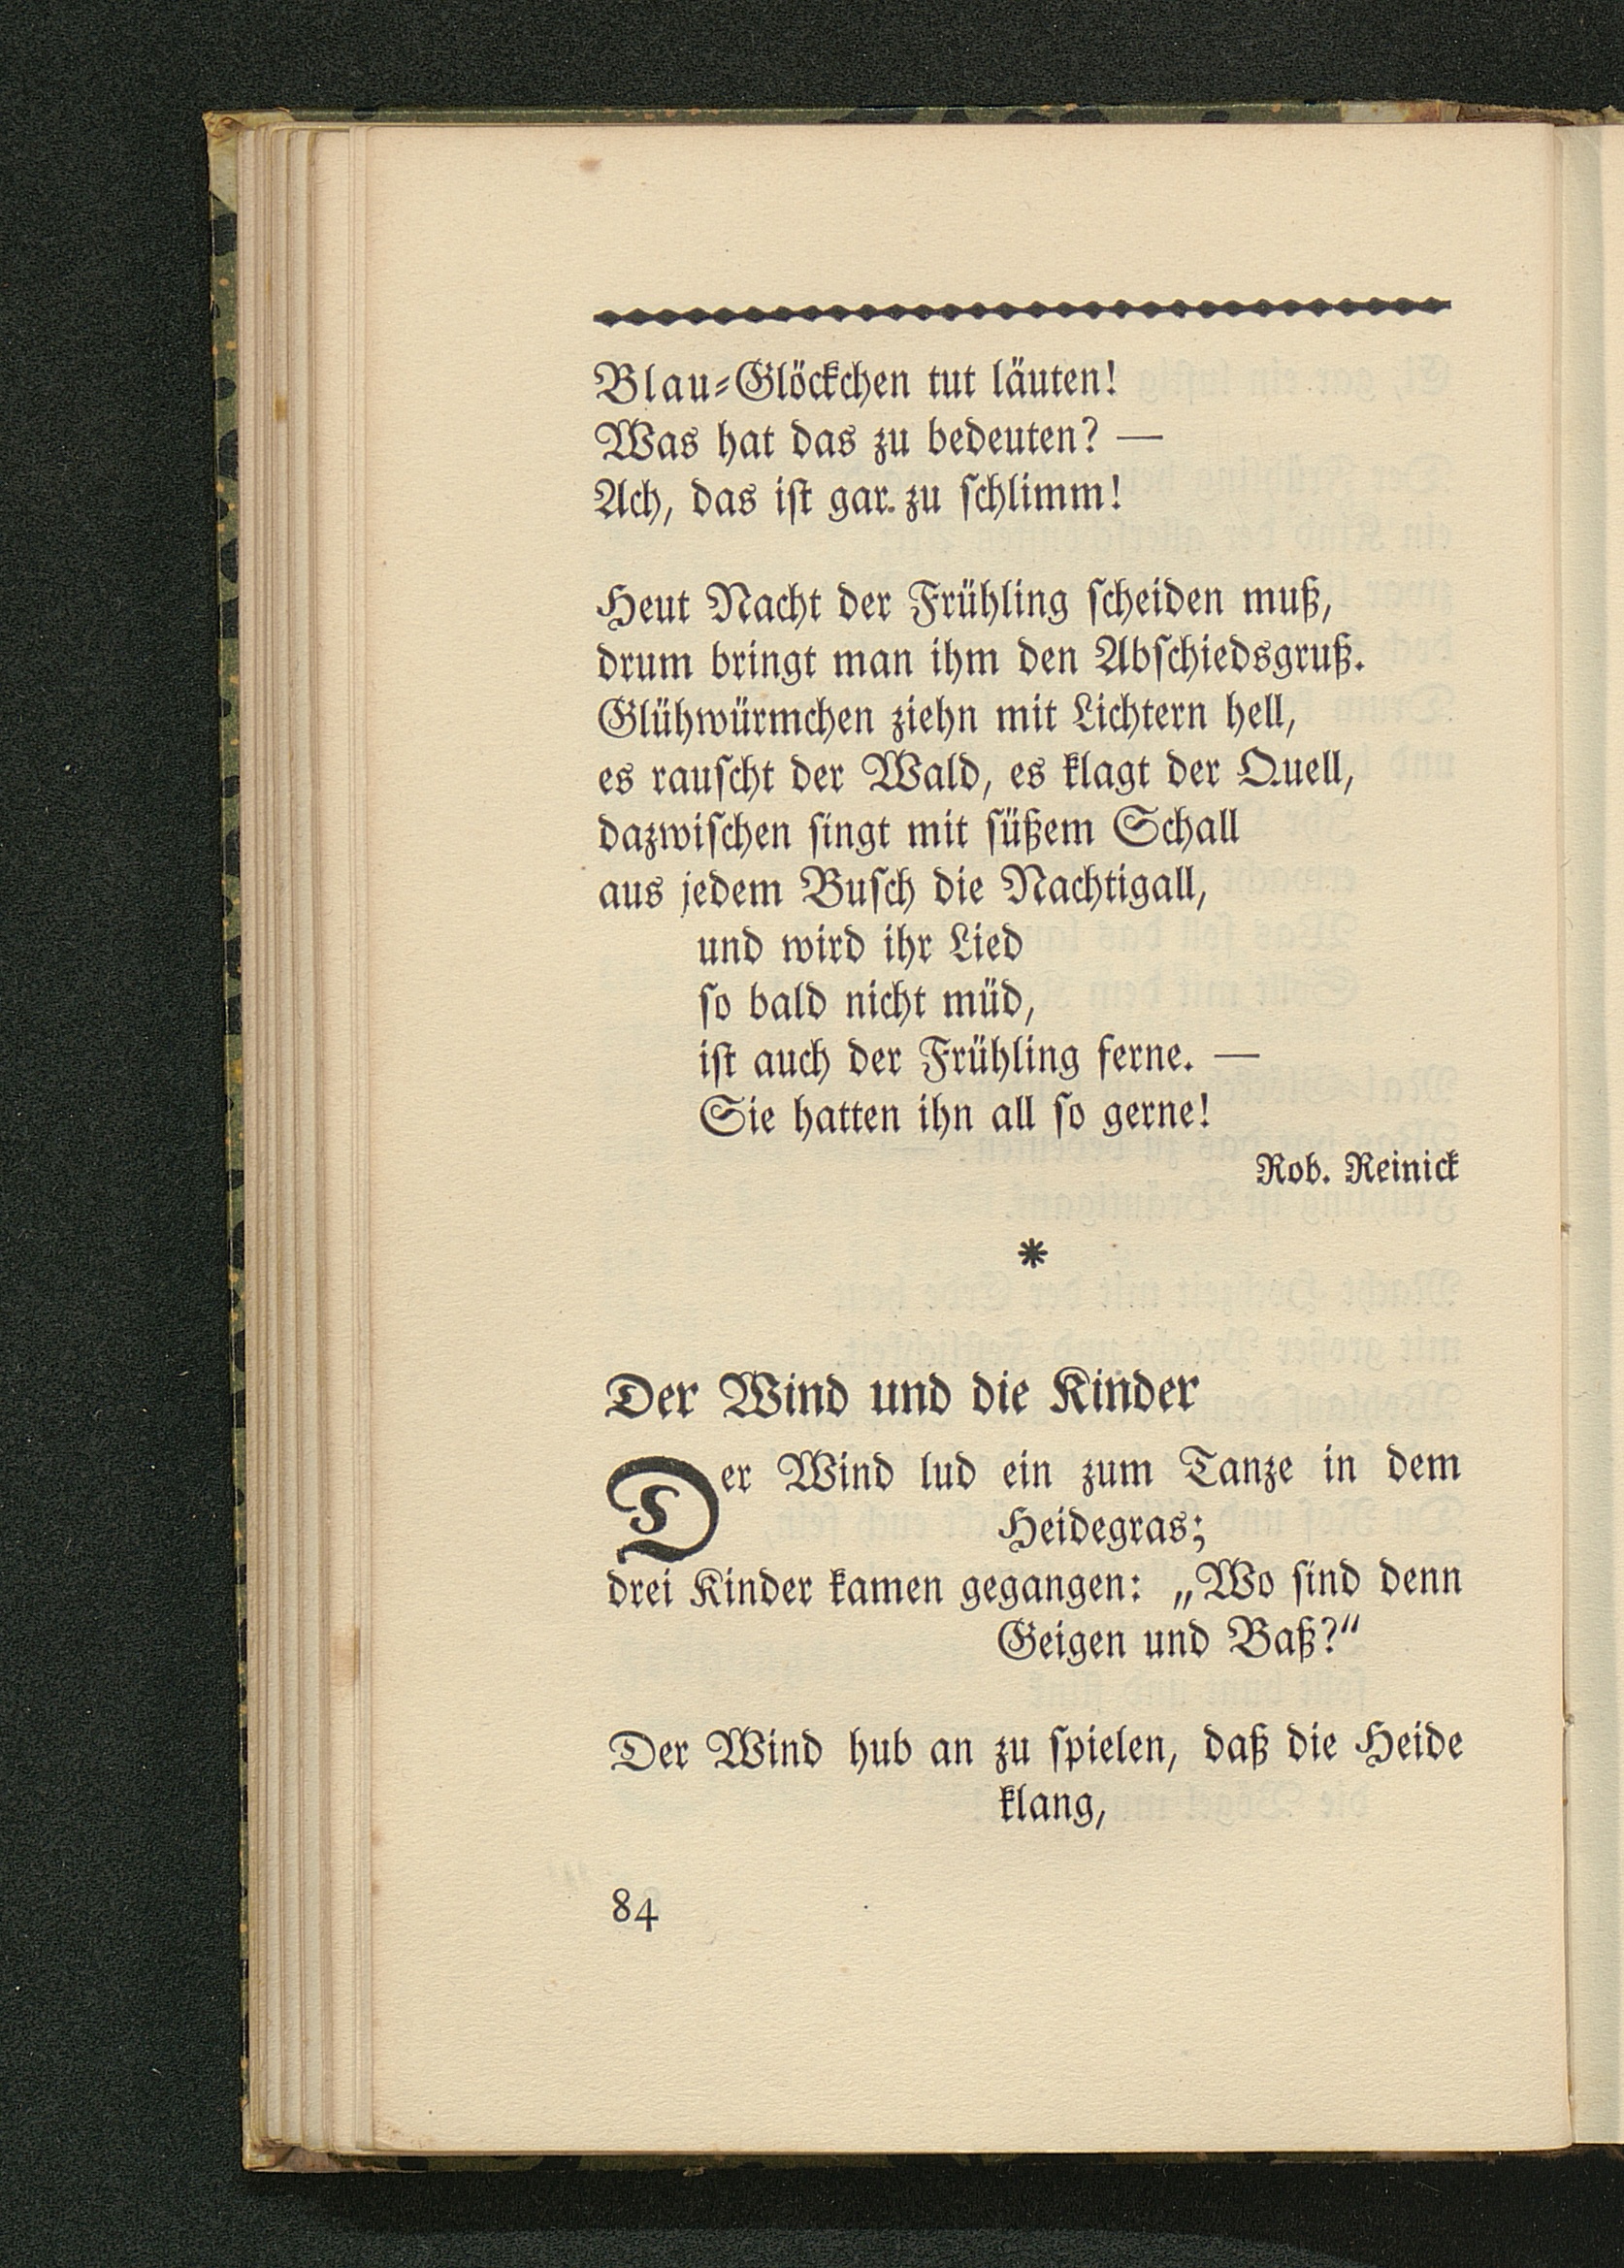 Blau-Glöckchen tut läuten!
Was hat das zu bedeuten? —
Ach, das iſt gar. zu ſchlimm!
Heut Nacht der Frühling ſcheiden muß,
drum bringt man ihm den Abſchiedsgruß.
Glühwürmchen ziehn mit Lichtern hell,
es rauſcht der Wald, es klagt der Quell,
dazwiſchen ſingt mit ſüßem Schall
aus jedem Buſch die Nachtigall,
und wird ihr Lied
ſo bald nicht müd,
iſt auch der Frühling ferne. —
Sie hatten ihn all ſo gerne!
Rob. Reinick
*
Der Wind und die Kinder
Der Wind lud ein zum Tanze in dem
Heidegras;
drei Kinder kamen gegangen: „Wo ſind denn
Geigen und Baß?“
Der Wind hub an zu ſpielen, daß die Heide
klang,
84